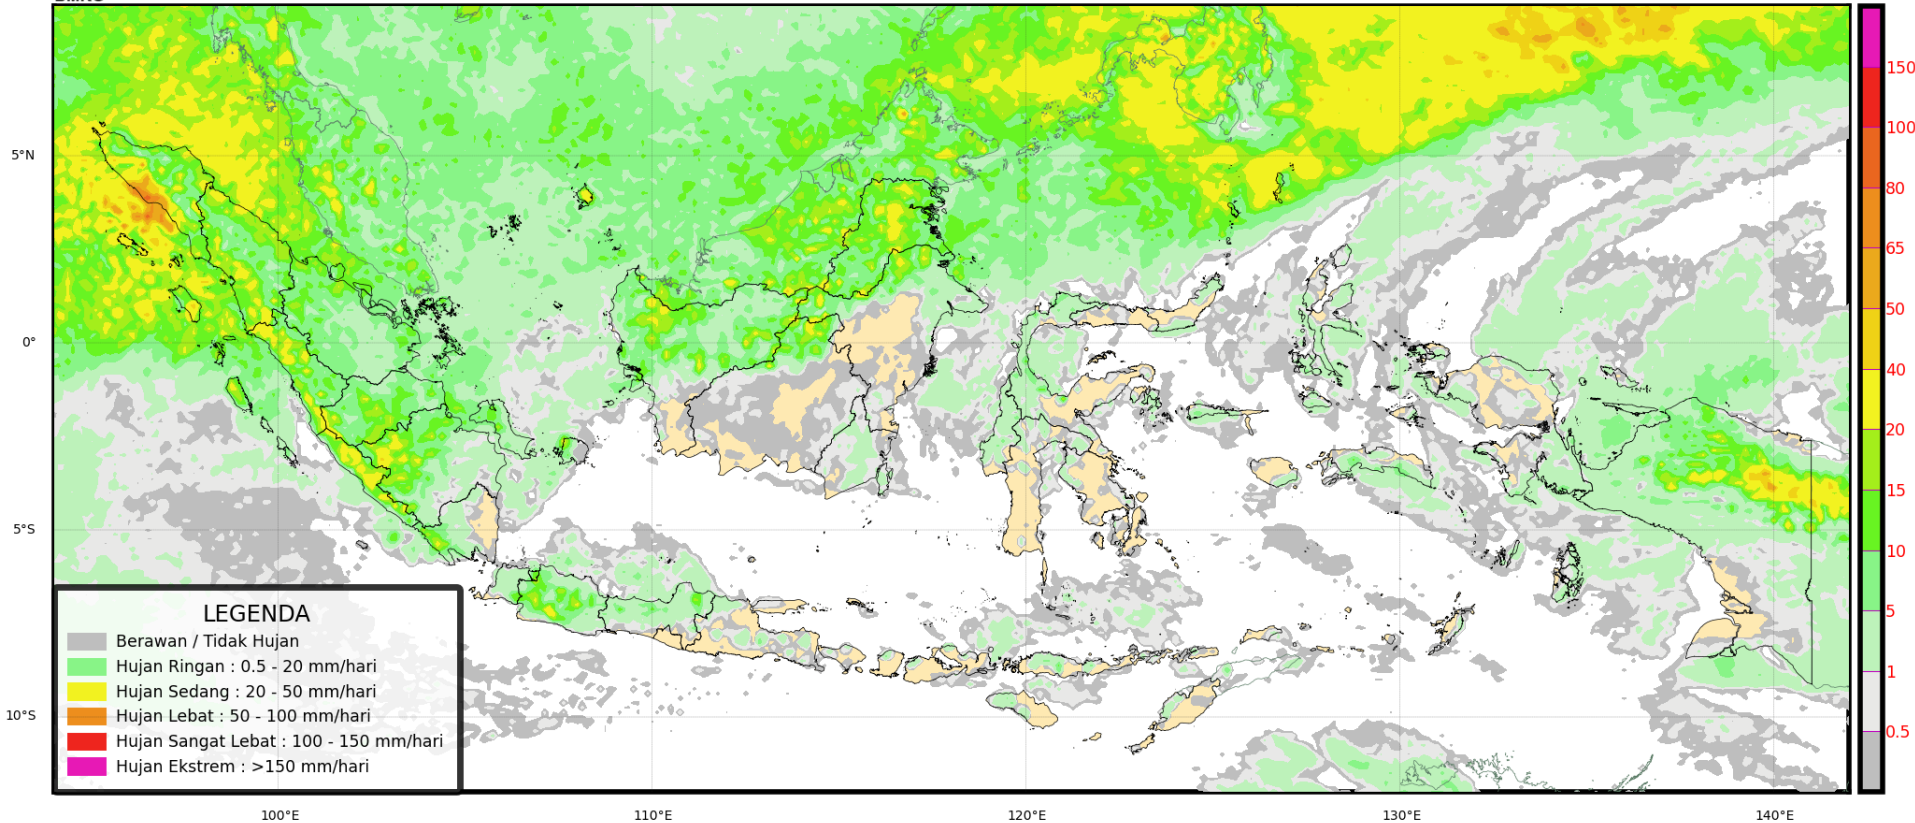 5°N
0°
5°S
10°S
100°E
110°E
120°E
130°E
140°E
LEGENDA
Berawan / Tidak Hujan
Hujan Ringan : 0.5 - 20 mm/hari
Hujan Sedang : 20 - 50 mm/hari
Hujan Lebat : 50 - 100 mm/hari
Hujan Sangat Lebat : 100 - 150 mm/hari
Hujan Ekstrem : >150 mm/hari
150
100
80
65
50
40
20
15
10
5
1
0.5